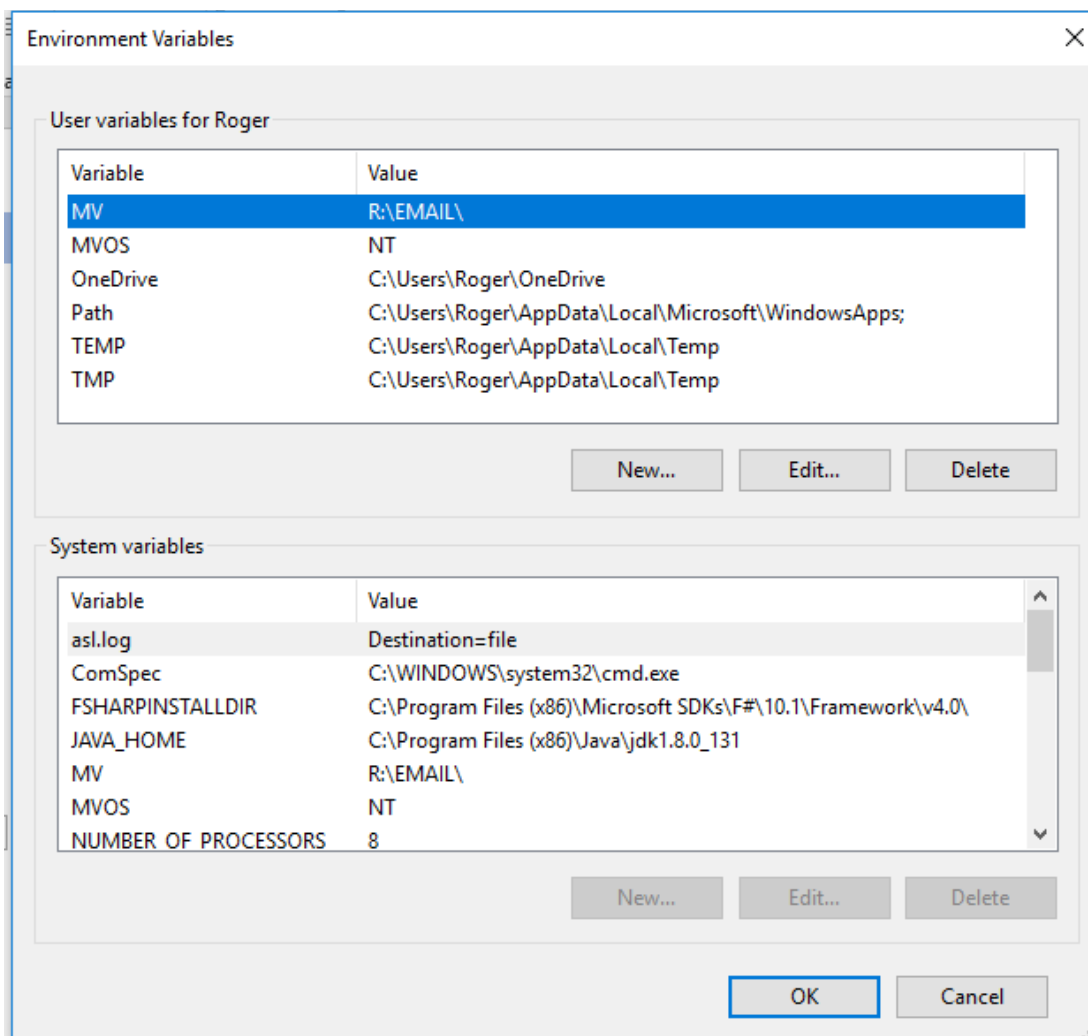 Environment Variables
User variables for Roger
Variable Value
MV R:\EMAIL\
MVOS NT
OneDrive C:\Users\Roger\OneDrive
Path C:\Users\Roger\AppData\Local\Microsoft\WindowsApps;
TEMP C:\Users\Roger\AppData\Local\Temp
TMP C:\Users\Roger\AppData\Local\Temp
New... Edit... Delete
System variables
Variable Value
asl.log Destination=file
ComSpec C:\WINDOWS\system32\cmd.exe
FSHARPINSTALLDIR C:\Program Files (x86)\Microsoft SDKs\F#\10.1\Framework\v4.0\
JAVA_HOME C:\Program Files (x86)\Java\jdk1.8.0_131
MV R:\EMAIL\
MVOS NT
NUMBER_OF_PROCESSORS 8
New... Edit... Delete
OK Cancel